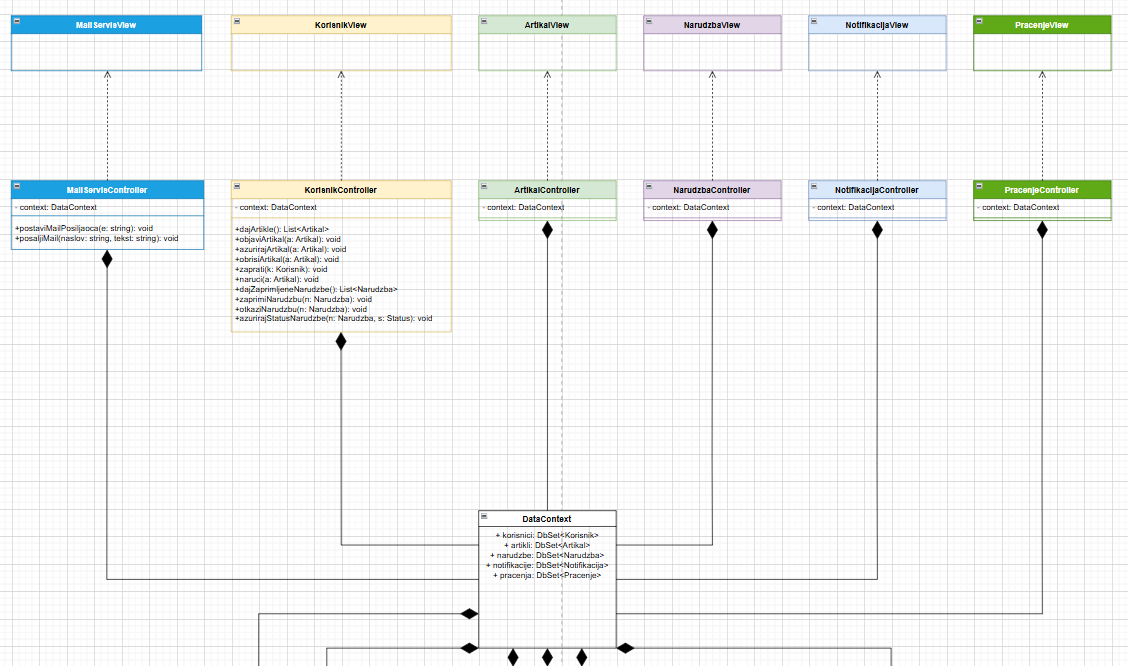 MailServisView
KorisnikView
ArtikalView
NarudzbaView
NotifikacijaView
PracenjeView
MailServisController
- context: DataContext
+postaviMailPosiljaoca(e: string): void
+posaljiMail(naslov: string, tekst: string): void
KorisnikController
- context: DataContext
+dajArtikle(): List<Artikal>
+objaviArtikal(a: Artikal): void
+azurirajArtikal(a: Artikal): void
+obrisiArtikal(a: Artikal): void
+zaprati(k: Korisnik): void
+naruci(a: Artikal): void
+dajZaprimljeneNarudzbe(): List<Narudzba>
+zaprimiNarudzbu(n: Narudzba): void
+otkaziNarudzbu(n: Narudzba): void
+azurirajStatusNarudzbe(n: Narudzba, s: Status): void
ArtikalController
- context: DataContext
NarudzbaController
- context: DataContext
NotifikacijaController
- context: DataContext
PracenjeController
- context: DataContext
DataContext
+ korisnici: DbSet<Korisnik>
+ artikli: DbSet<Artikal>
+ narudzbe: DbSet<Narudzba>
+ notifikacije: DbSet<Notifikacija>
+ pracenja: DbSet<Pracenje>